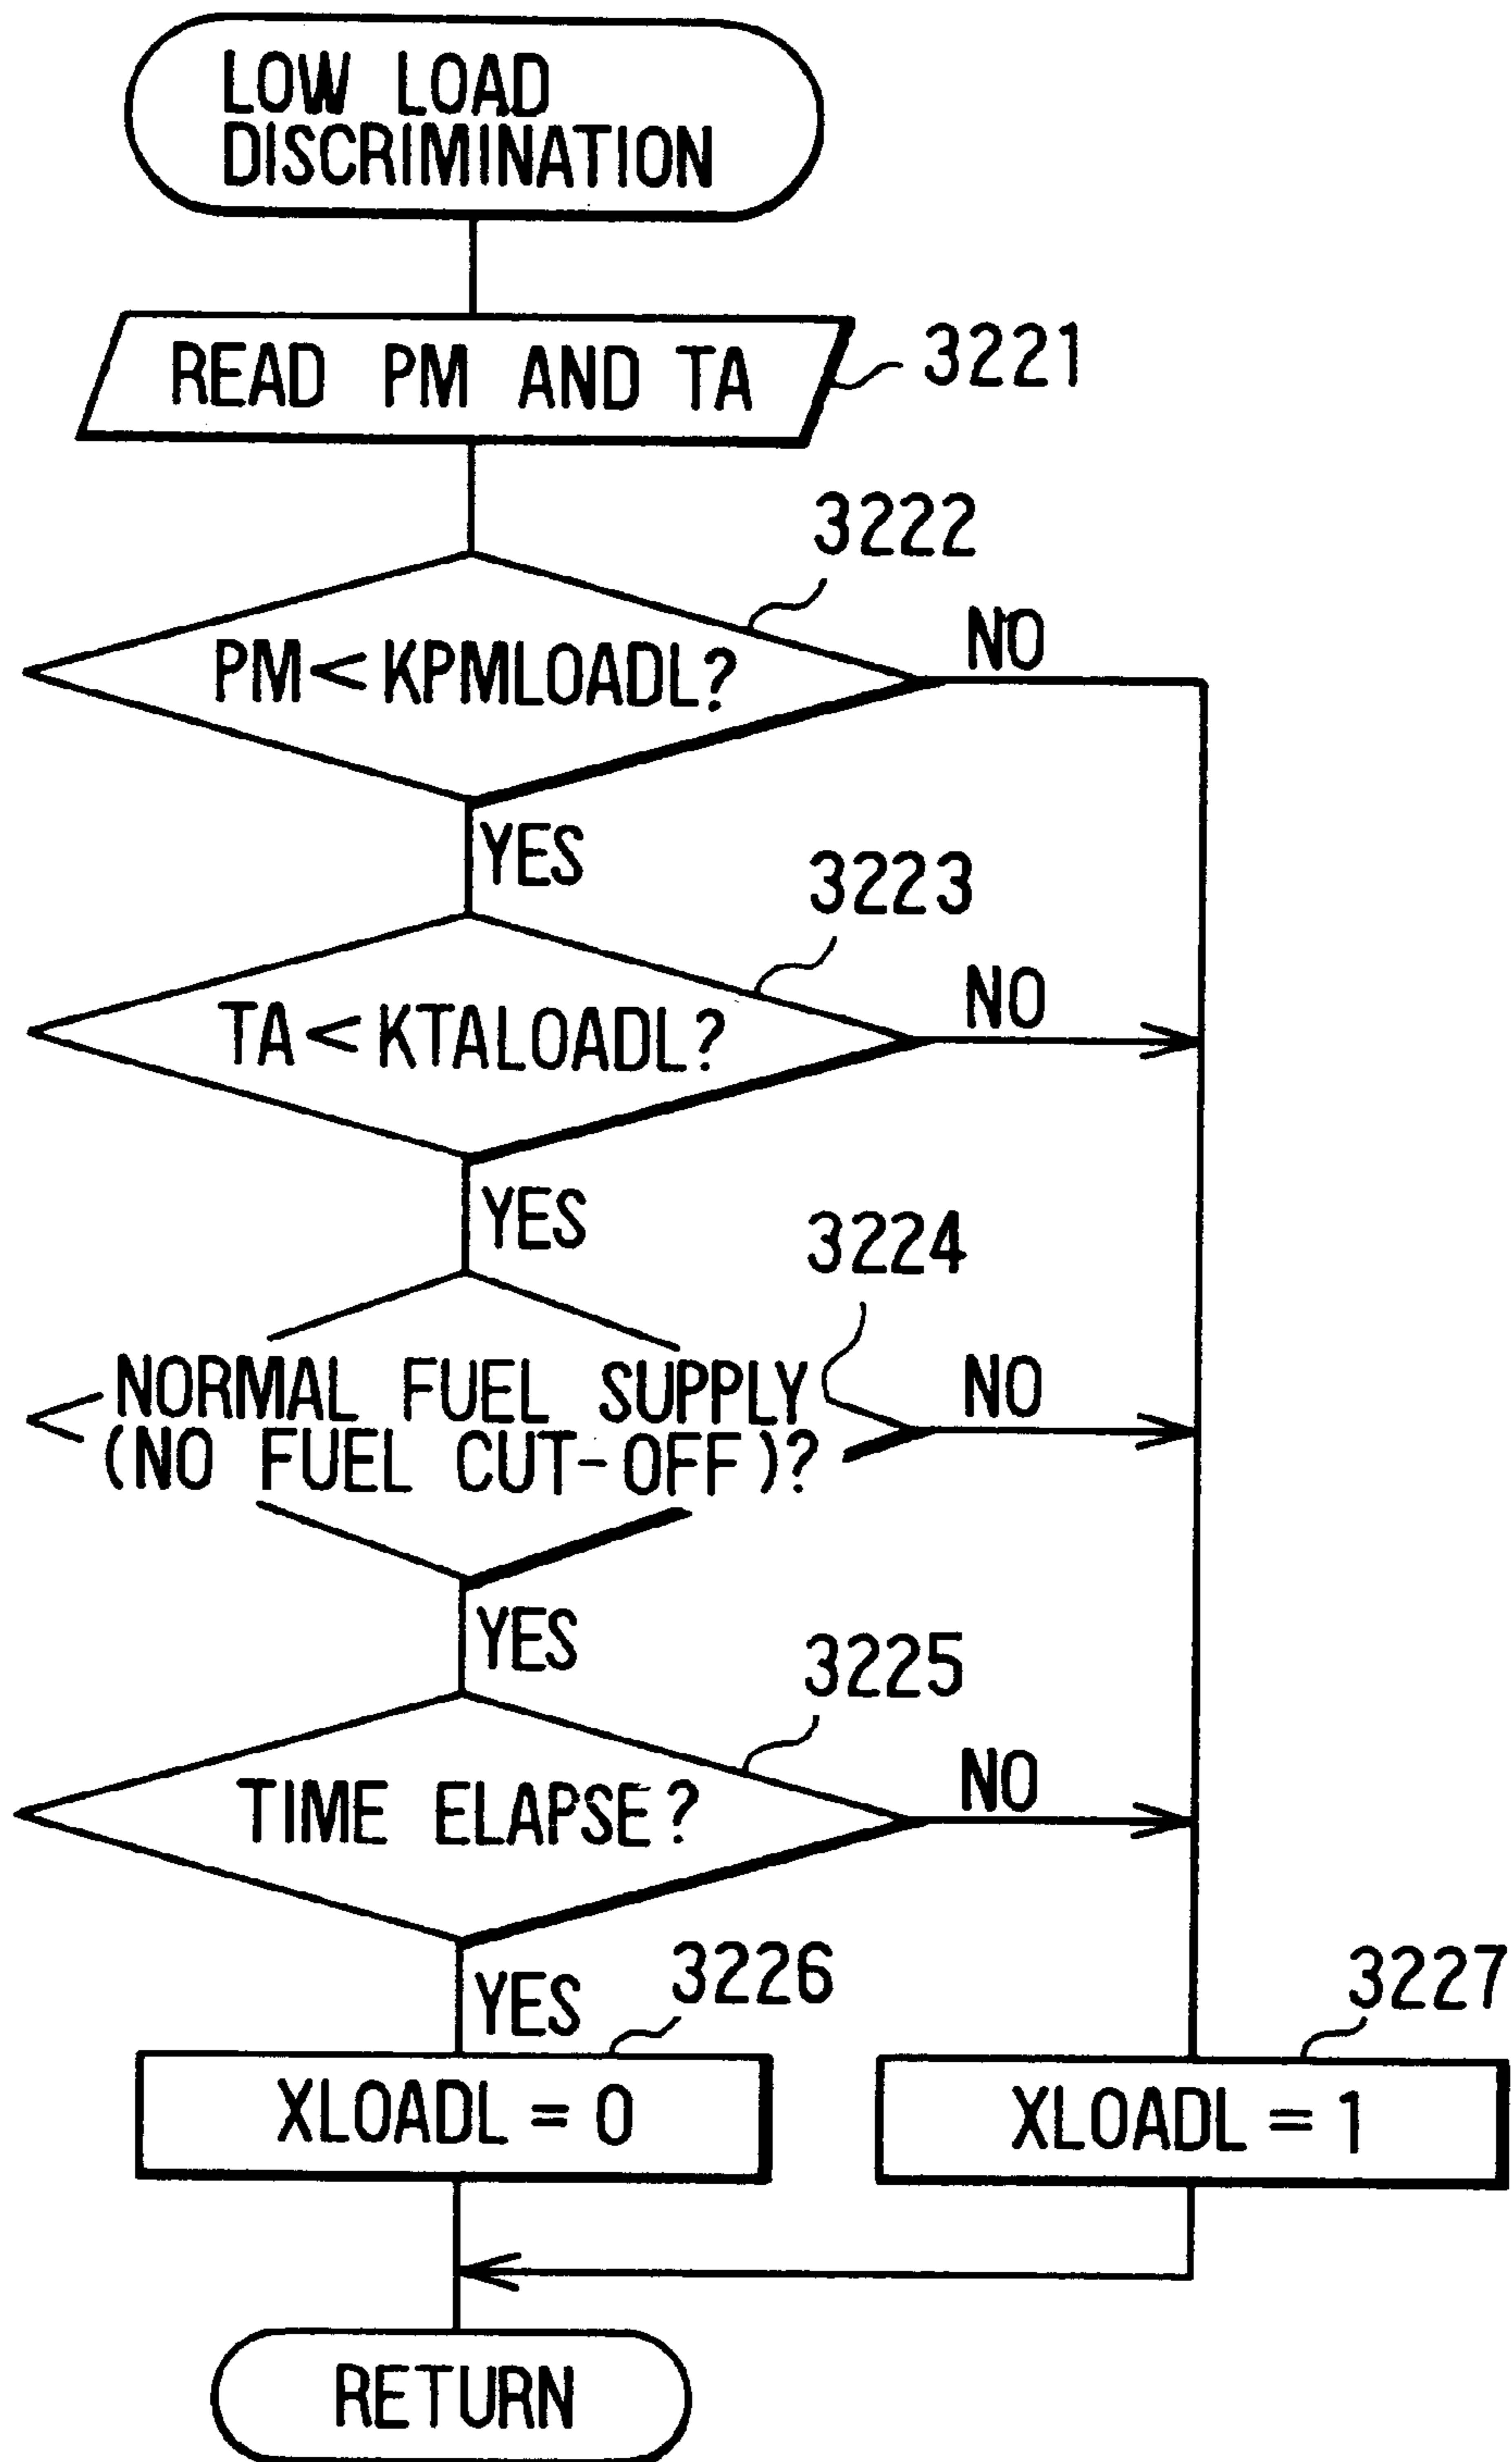 LOW LOAD
DISCRIMINATION
READ PM AND TA
3221
3222
PM < KPMLOADL?
NO
YES
3223
TA < KTALOADL?
NO
YES
3224
NORMAL FUEL SUPPLY
(NO FUEL CUT-OFF)?
NO
YES
3225
TIME ELAPSE?
NO
YES
3226
3227
XLOADL = 0
XLOADL = 1
RETURN